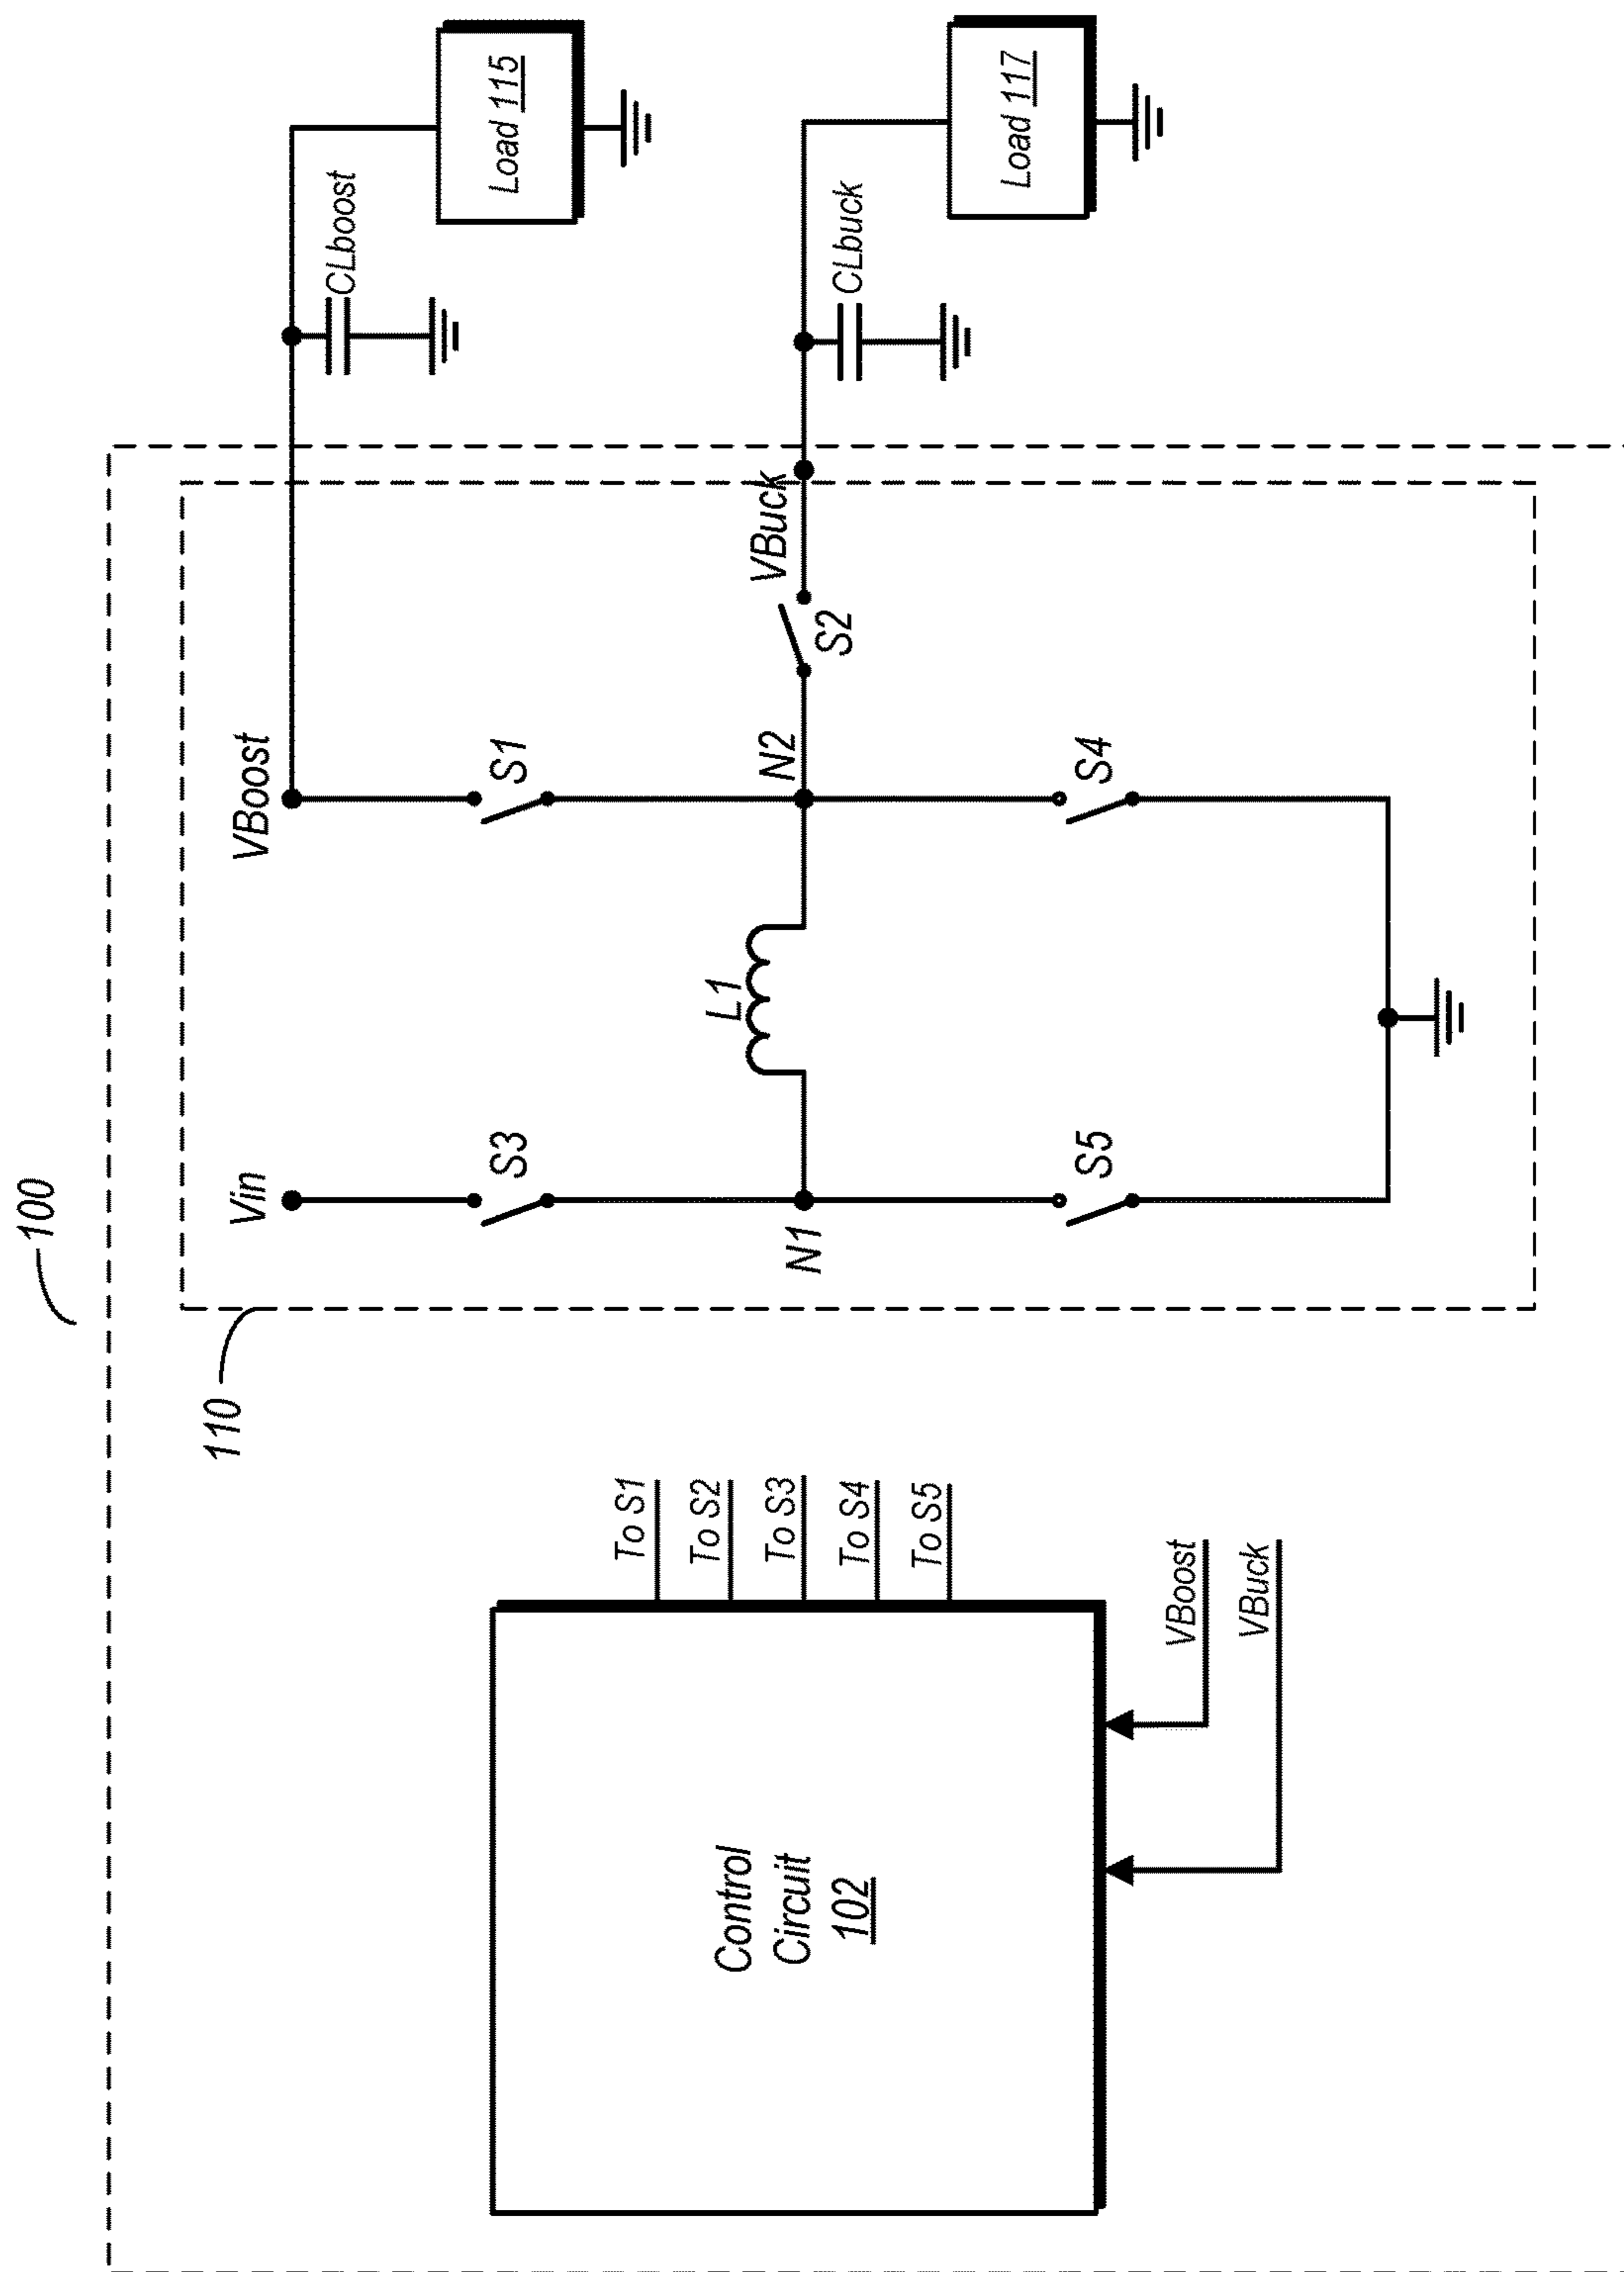 100
110
Control
Circuit
102
To S1
To S2
To S3
To S4
To S5
VBoost
VBuck
Vin
S3
N1
S5
L1
VBoost
S1
N2
S4
S2
VBuck
CLboost
Load 115
CLbuck
Load 117